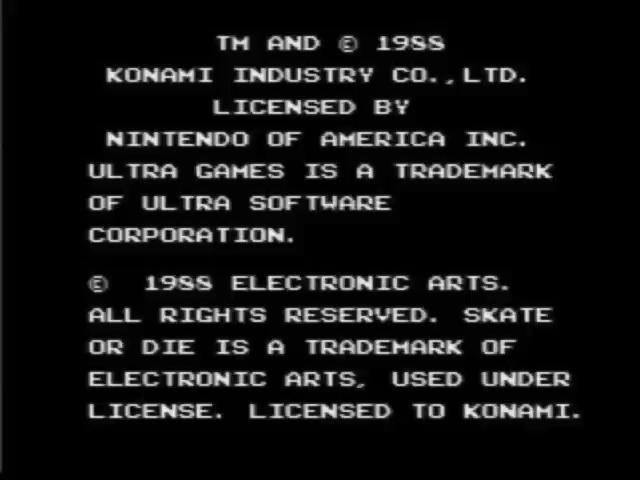 TM AND © 1988
KONAMI INDUSTRY CO.,LTD.
LICENSED BY
NINTENDO OF AMERICA INC.
ULTRA GAMES IS A TRADEMARK
OF ULTRA SOFTWARE
CORPORATION.
© 1988 ELECTRONIC ARTS.
ALL RIGHTS RESERVED. SKATE
OR DIE IS A TRADEMARK OF
ELECTRONIC ARTS, USED UNDER
LICENSE. LICENSED TO KONAMI.